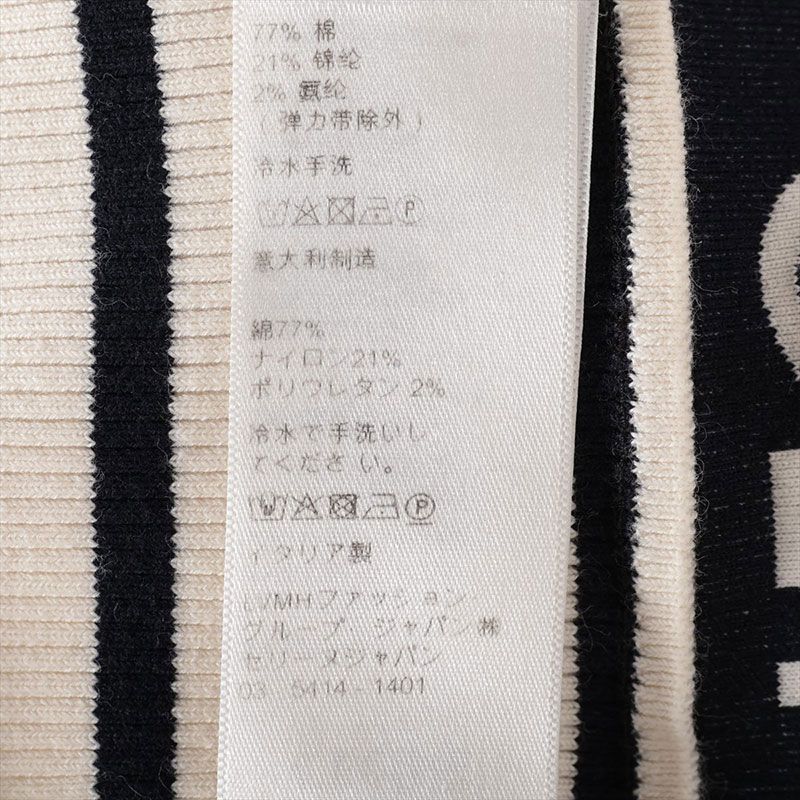 77% 棉
21% 锦纶
2% 氨纶
( 弹力带除外 )
冷水手洗
意大利制造
綿77%
ナイロン21%
ポリウレタン 2%
冷水で手洗いし
てください。
イタリア製
LVMHファッション
グループ ジャパン㈱
セリーヌジャパン
03 - 5414 - 1401